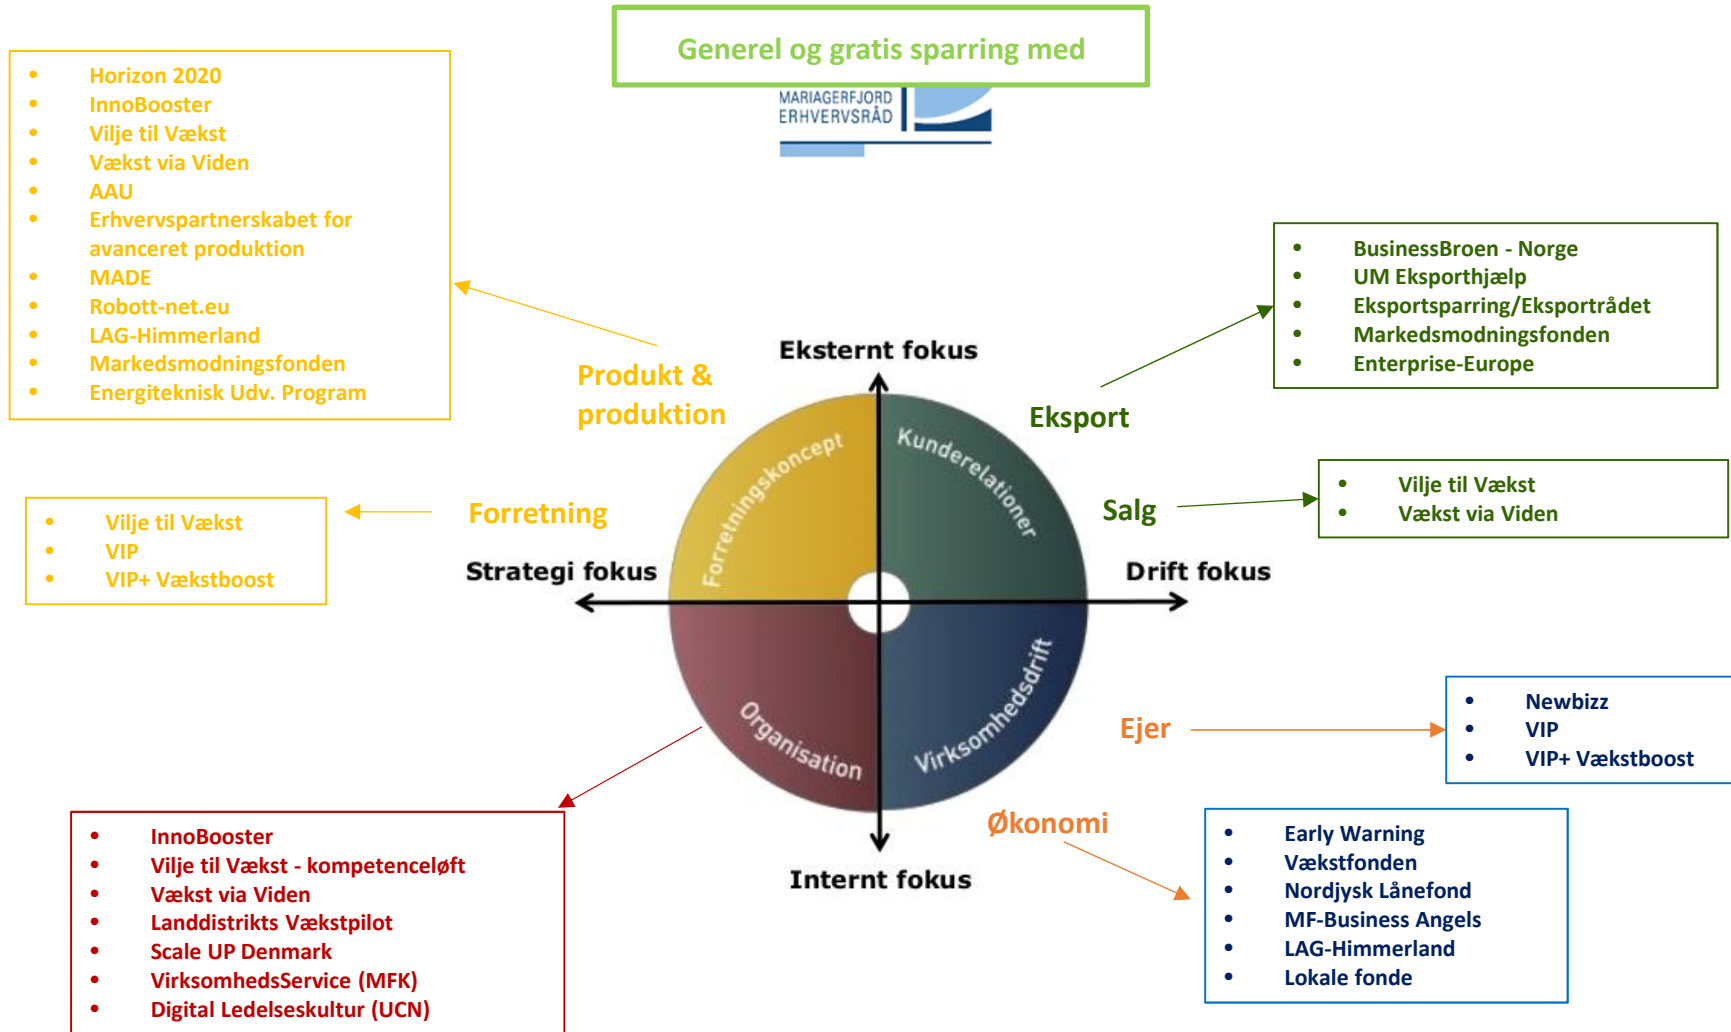 Generel og gratis sparring med
MARIAGERFJORD
ERHVERVSRÅD
• Horizon 2020
• InnoBooster
• Vilje til Vækst
• Vækst via Viden
• AAU
• Erhvervspartnerskabet for
avanceret produktion
• MADE
• Robott-net.eu
• LAG-Himmerland
• Markedsmodningsfonden
• Energiteknisk Udv. Program
• BusinessBroen - Norge
• UM Eksporthjælp
• Eksportsparring/Eksportrådet
• Markedsmodningsfonden
• Enterprise-Europe
Eksternt fokus
Produkt &
produktion
Eksport
Forretningskoncept
Kunderelationer
Forretning
• Vilje til Vækst
• VIP
• VIP+ Vækstboost
Salg
• Vilje til Vækst
• Vækst via Viden
Strategi fokus
Drift fokus
Organisation
Virksomhedsdrift
Ejer
• Newbizz
• VIP
• VIP+ Vækstboost
Økonomi
• Early Warning
• Vækstfonden
• Nordjysk Lånefond
• MF-Business Angels
• LAG-Himmerland
• Lokale fonde
Internt fokus
• InnoBooster
• Vilje til Vækst - kompetenceløft
• Vækst via Viden
• Landdistrikts Vækstpilot
• Scale UP Denmark
• VirksomhedsService (MFK)
• Digital Ledelseskultur (UCN)